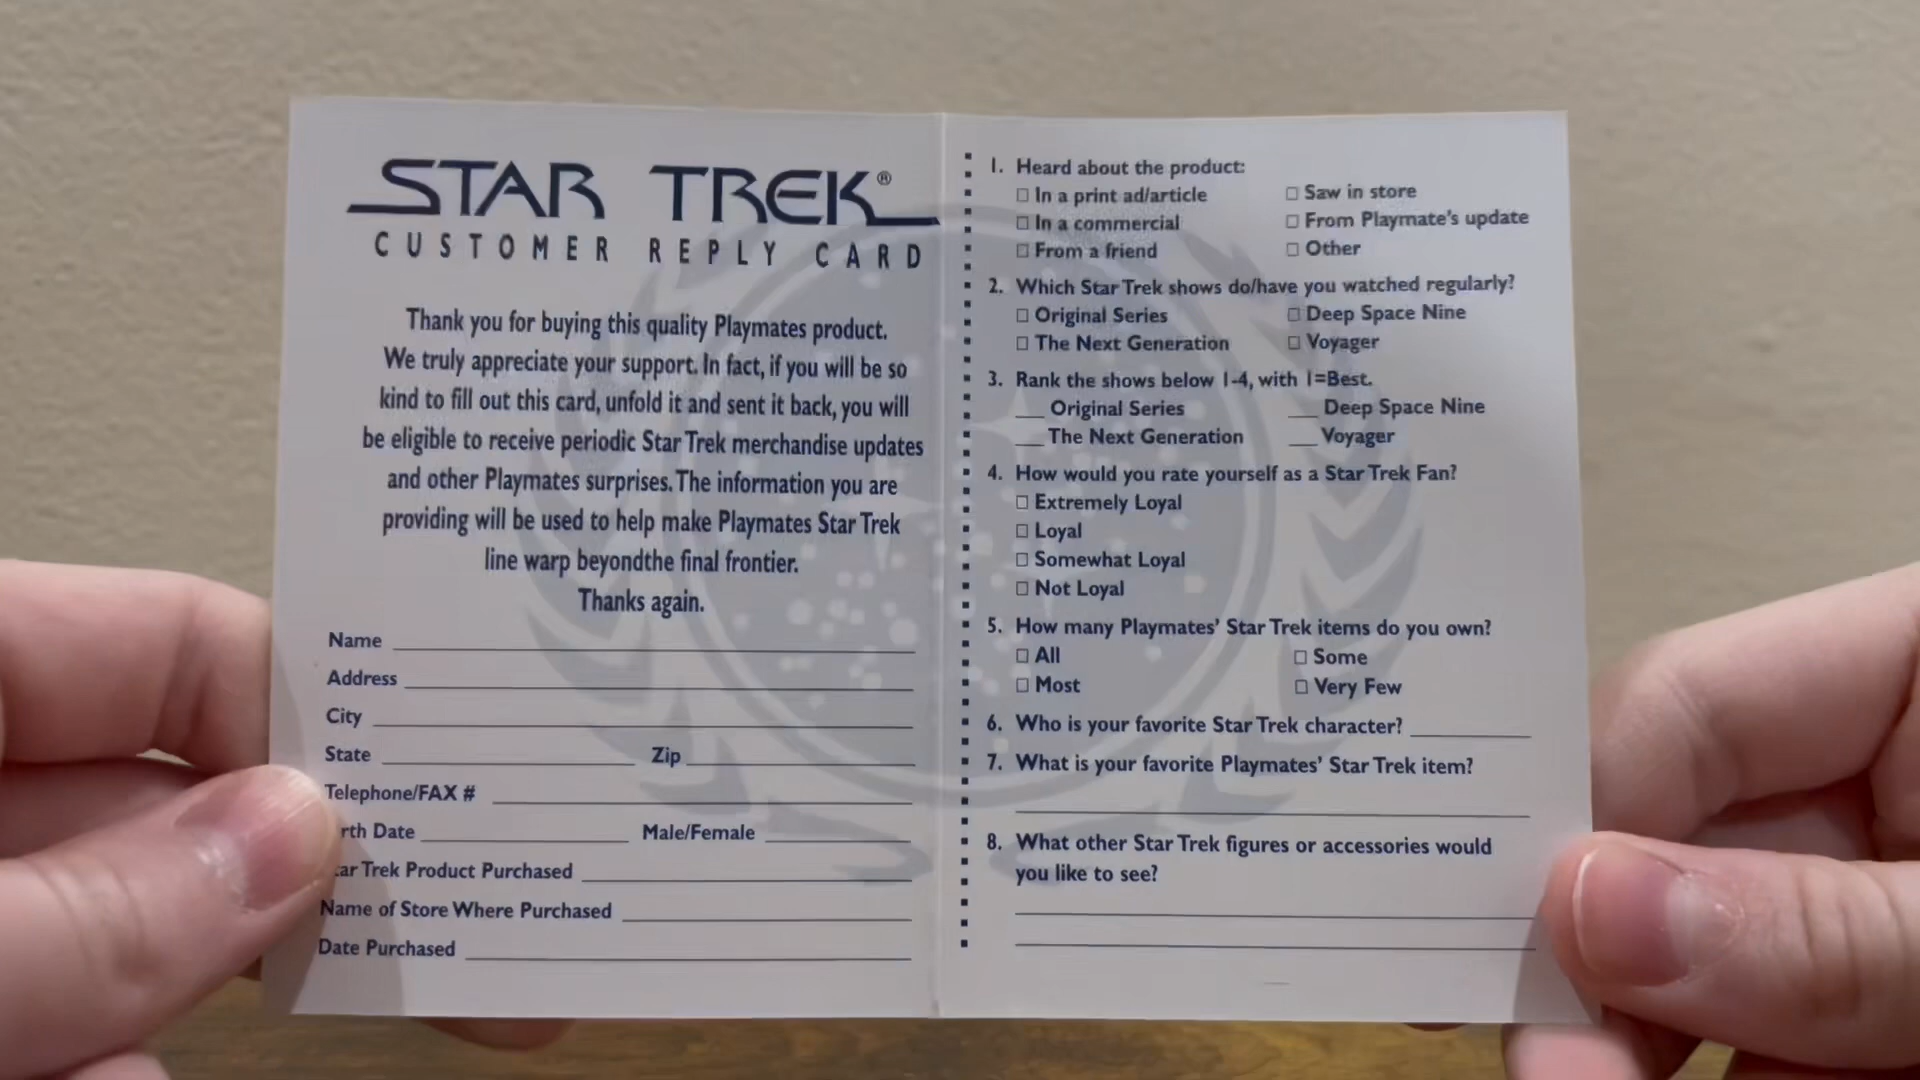 STAR TREK®
CUSTOMER REPLY CARD
Thank you for buying this quality Playmates product.
We truly appreciate your support. In fact, if you will be so
kind to fill out this card, unfold it and sent it back, you will
be eligible to receive periodic Star Trek merchandise updates
and other Playmates surprises. The information you are
providing will be used to help make Playmates Star Trek
line warp beyondthe final frontier.
Thanks again.
Name
Address
City
State Zip
Telephone/FAX #
rth Date Male/Female
ar Trek Product Purchased
Name of Store Where Purchased
Date Purchased
1. Heard about the product:
□ In a print ad/article □ Saw in store
□ In a commercial □ From Playmate's update
□ From a friend □ Other
2. Which Star Trek shows do/have you watched regularly?
□ Original Series □ Deep Space Nine
□ The Next Generation □ Voyager
3. Rank the shows below 1-4, with 1=Best.
___ Original Series ___ Deep Space Nine
___ The Next Generation ___ Voyager
4. How would you rate yourself as a Star Trek Fan?
□ Extremely Loyal
□ Loyal
□ Somewhat Loyal
□ Not Loyal
5. How many Playmates' Star Trek items do you own?
□ All □ Some
□ Most □ Very Few
6. Who is your favorite Star Trek character?
7. What is your favorite Playmates' Star Trek item?
8. What other Star Trek figures or accessories would
you like to see?